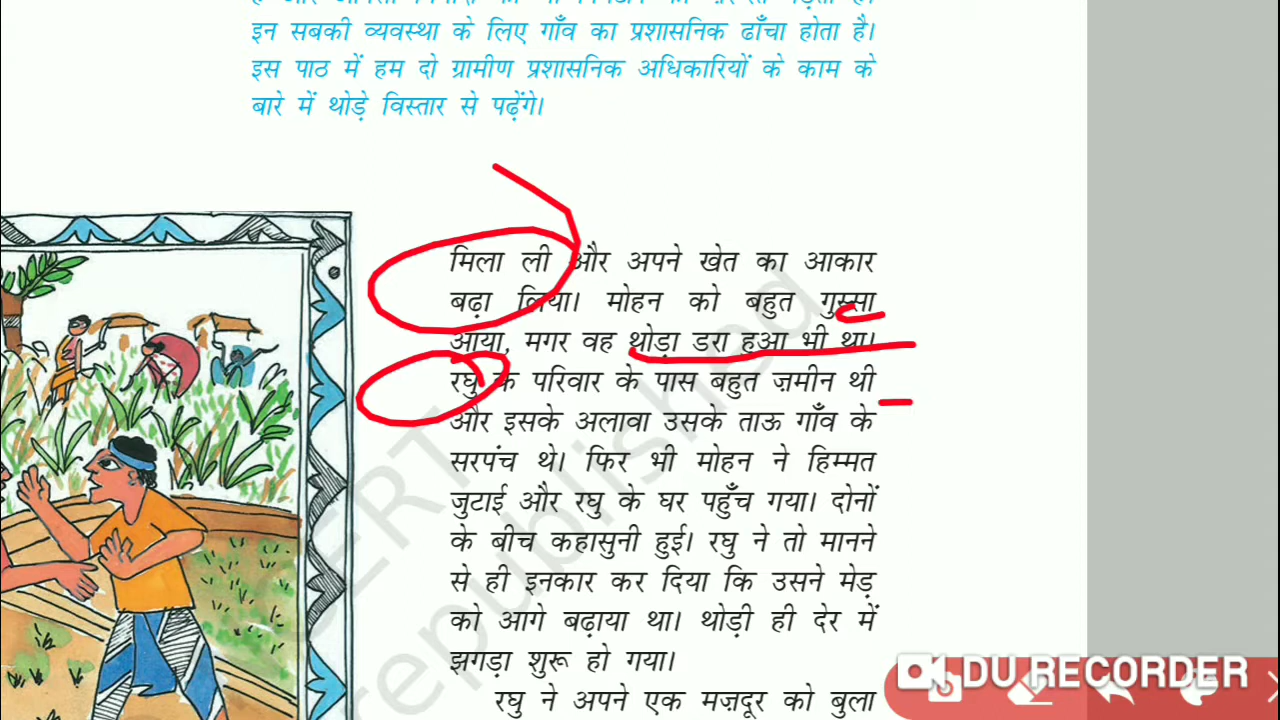 इन सबकी व्यवस्था के लिए गाँव का प्रशासनिक ढाँचा होता है।
इस पाठ में हम दो ग्रामीण प्रशासनिक अधिकारियों के काम के
बारे में थोड़े विस्तार से पढ़ेंगे।
मिला ली और अपने खेत का आकार
बढ़ा लिया। मोहन को बहुत गुस्सा
आया, मगर वह थोड़ा डरा हुआ भी था।
रघु के परिवार के पास बहुत ज़मीन थी
और इसके अलावा उसके ताऊ गाँव के
सरपंच थे। फिर भी मोहन ने हिम्मत
जुटाई और रघु के घर पहुँच गया। दोनों
के बीच कहासुनी हुई। रघु ने तो मानने
से ही इनकार कर दिया कि उसने मेड़
को आगे बढ़ाया था। थोड़ी ही देर में
झगड़ा शुरू हो गया।
रघु ने अपने एक मज़दूर को बुला
republished
DU RECORDER